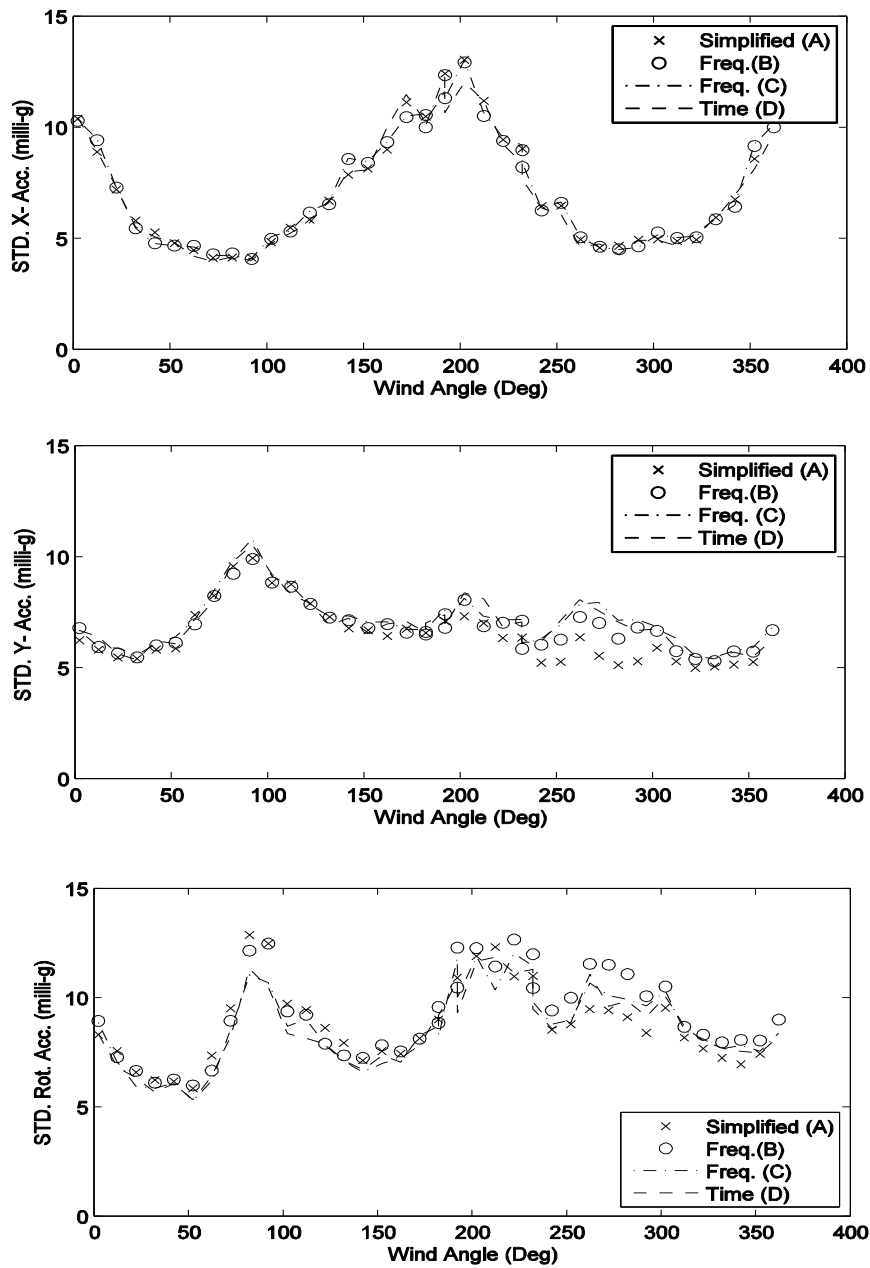 15
10
5
0
STD. X- Acc. (milli-g)
Simplified (A)
Freq.(B)
Freq. (C)
Time (D)
0 50 100 150 200 250 300 350 400
Wind Angle (Deg)
15
10
5
0
STD. Y- Acc. (milli-g)
Simplified (A)
Freq.(B)
Freq. (C)
Time (D)
0 50 100 150 200 250 300 350 400
Wind Angle (Deg)
15
10
5
0
STD. Rot. Acc. (milli-g)
Simplified (A)
Freq.(B)
Freq. (C)
Time (D)
0 50 100 150 200 250 300 350 400
Wind Angle (Deg)